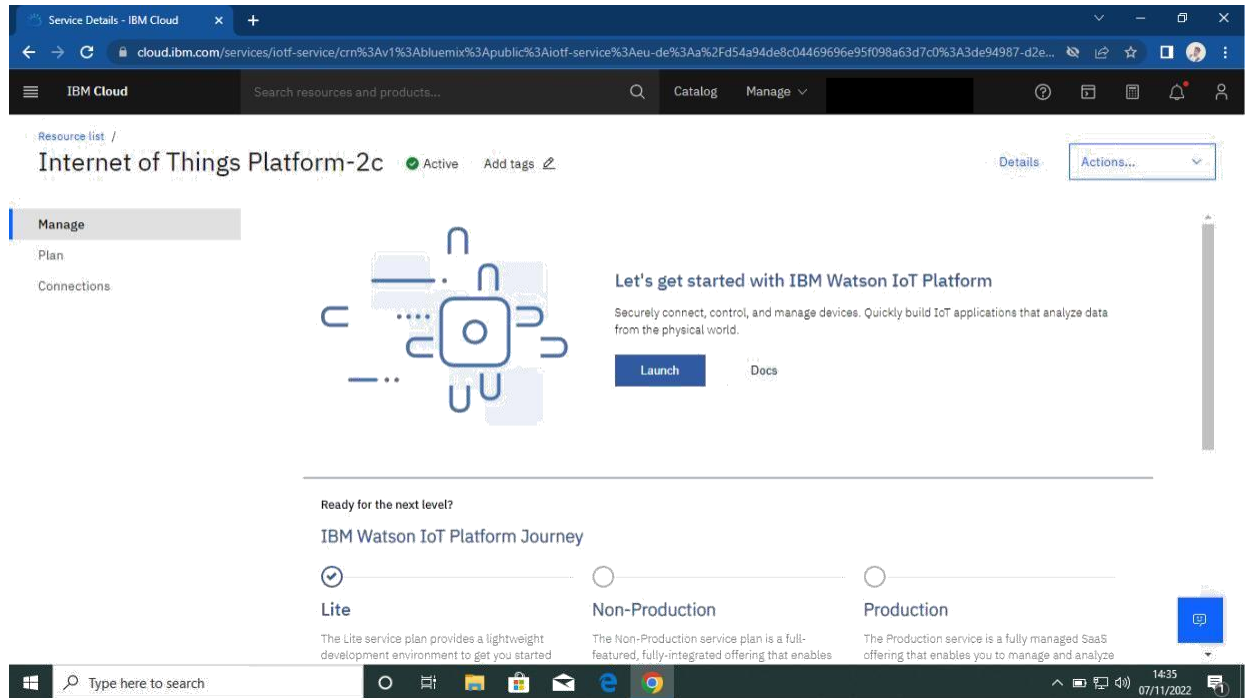 Service Details - IBM Cloud
cloud.ibm.com/services/iotf-service/crn%3Av1%3Abluemix%3Apublic%3Aiotf-service%3Aeu-de%3Aa%2Fd54a94de8c04469696e95f098a63d7c0%3A3de94987-d2e...
IBM Cloud Search resources and products... Catalog Manage
Resource list /
Internet of Things Platform-2c Active Add tags Details Actions...
Manage
Plan
Connections
Let's get started with IBM Watson IoT Platform
Securely connect, control, and manage devices. Quickly build IoT applications that analyze data
from the physical world.
Launch Docs
Ready for the next level?
IBM Watson IoT Platform Journey
Lite Non-Production Production
The Lite service plan provides a lightweight The Non-Production service plan is a full- The Production service is a fully managed SaaS
development environment to get you started featured, fully-integrated offering that enables offering that enables you to manage and analyze
Type here to search 14:35
07/11/2022